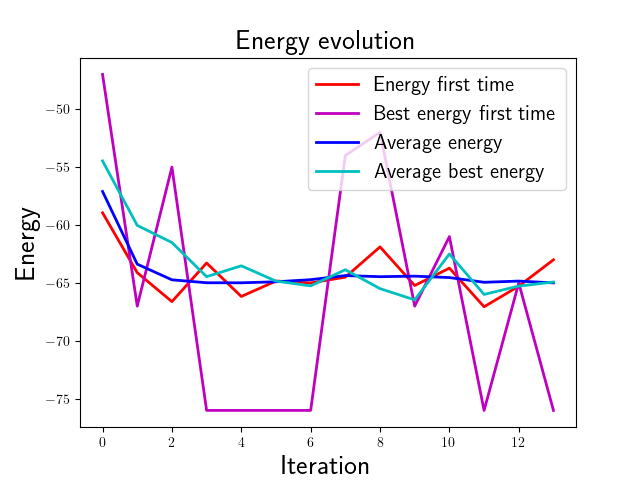 Energy evolution
Energy first time
Best energy first time
Average energy
Average best energy
Energy
−50
−55
−60
−65
−70
−75
0 2 4 6 8 10 12
Iteration